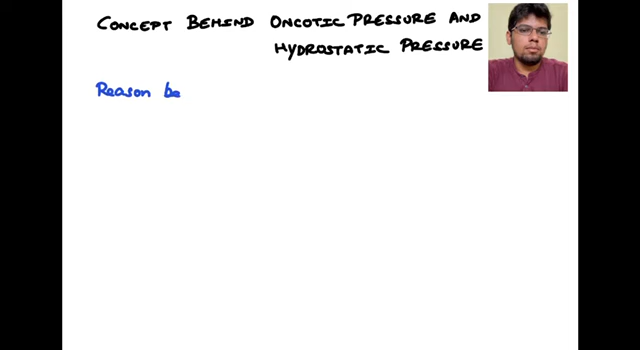 CONCEPT BEHIND ONCOTIC PRESSURE AND
HYDROSTATIC PRESSURE
Reason be